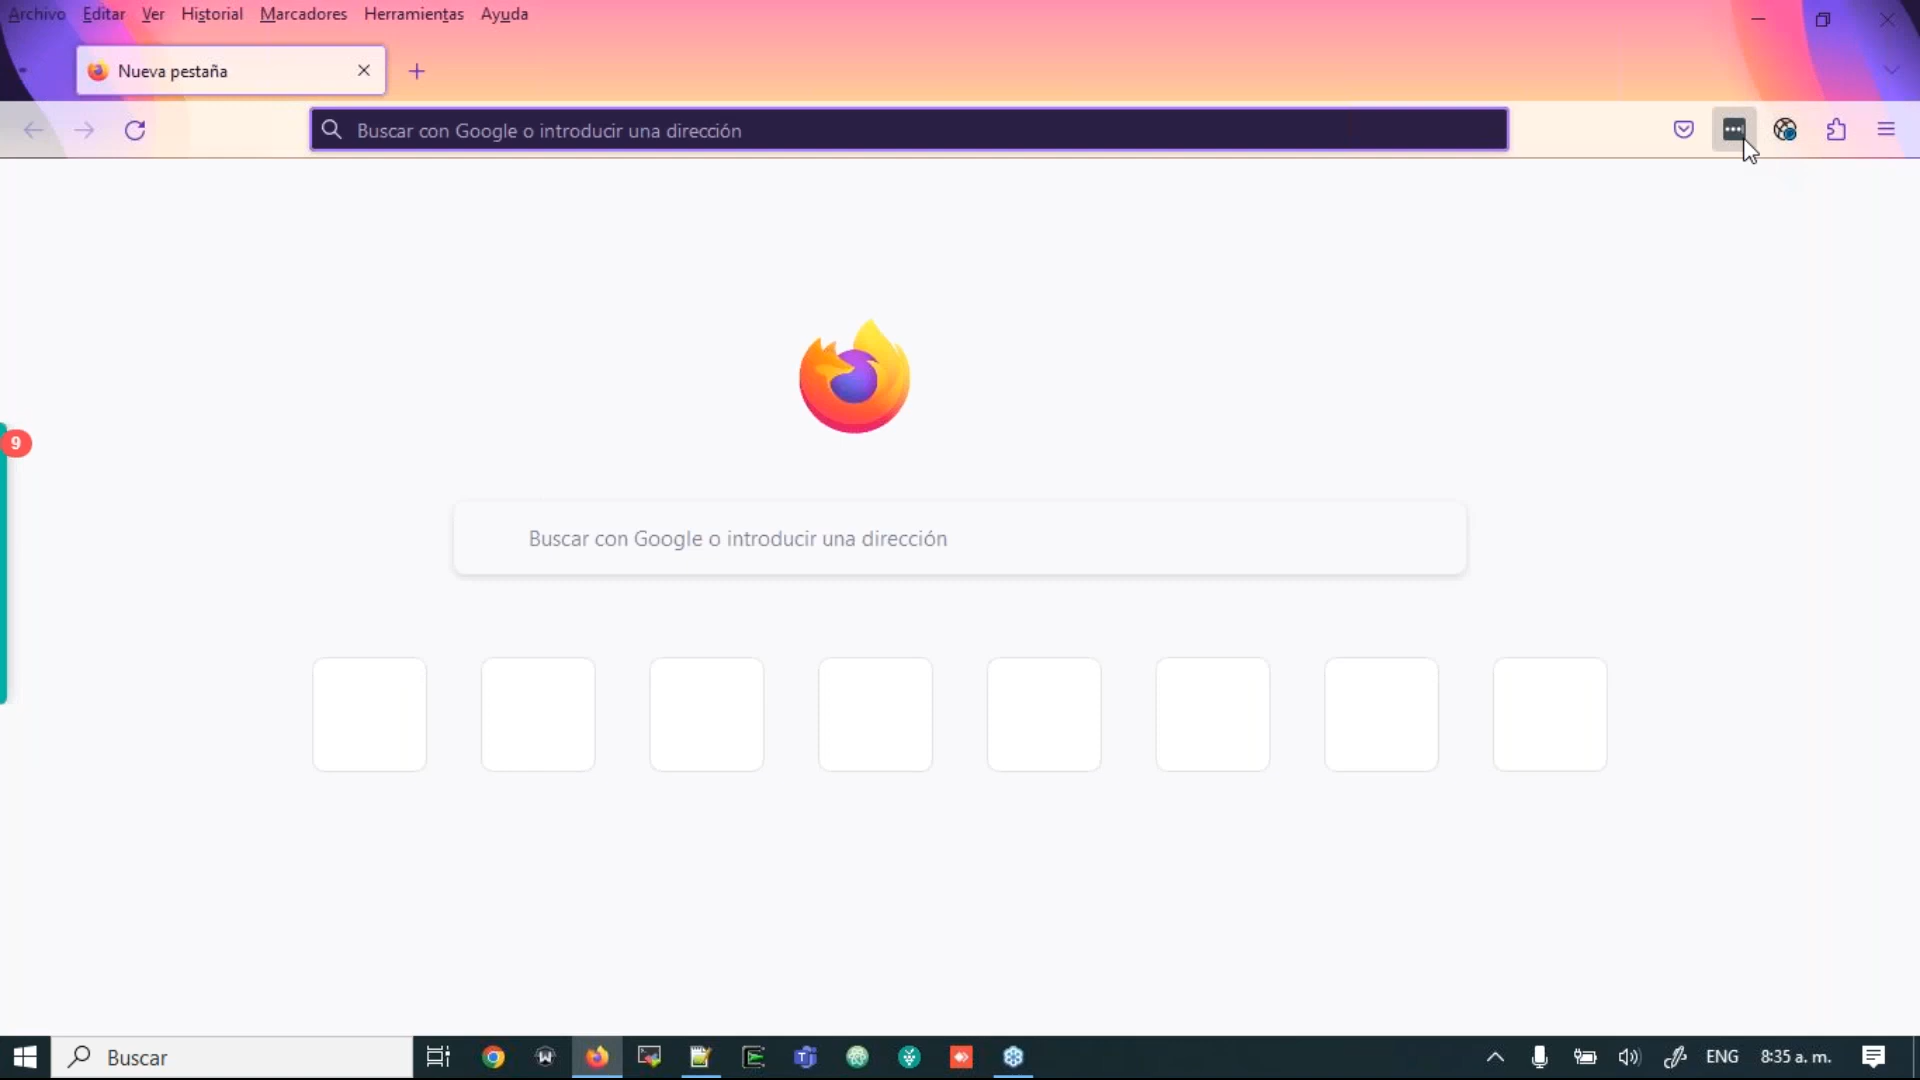 Archivo Editar Ver Historial Marcadores Herramientas Ayuda
Nueva pestaña
Buscar con Google o introducir una dirección
9
Buscar con Google o introducir una dirección
Buscar
ENG 8:35 a. m.